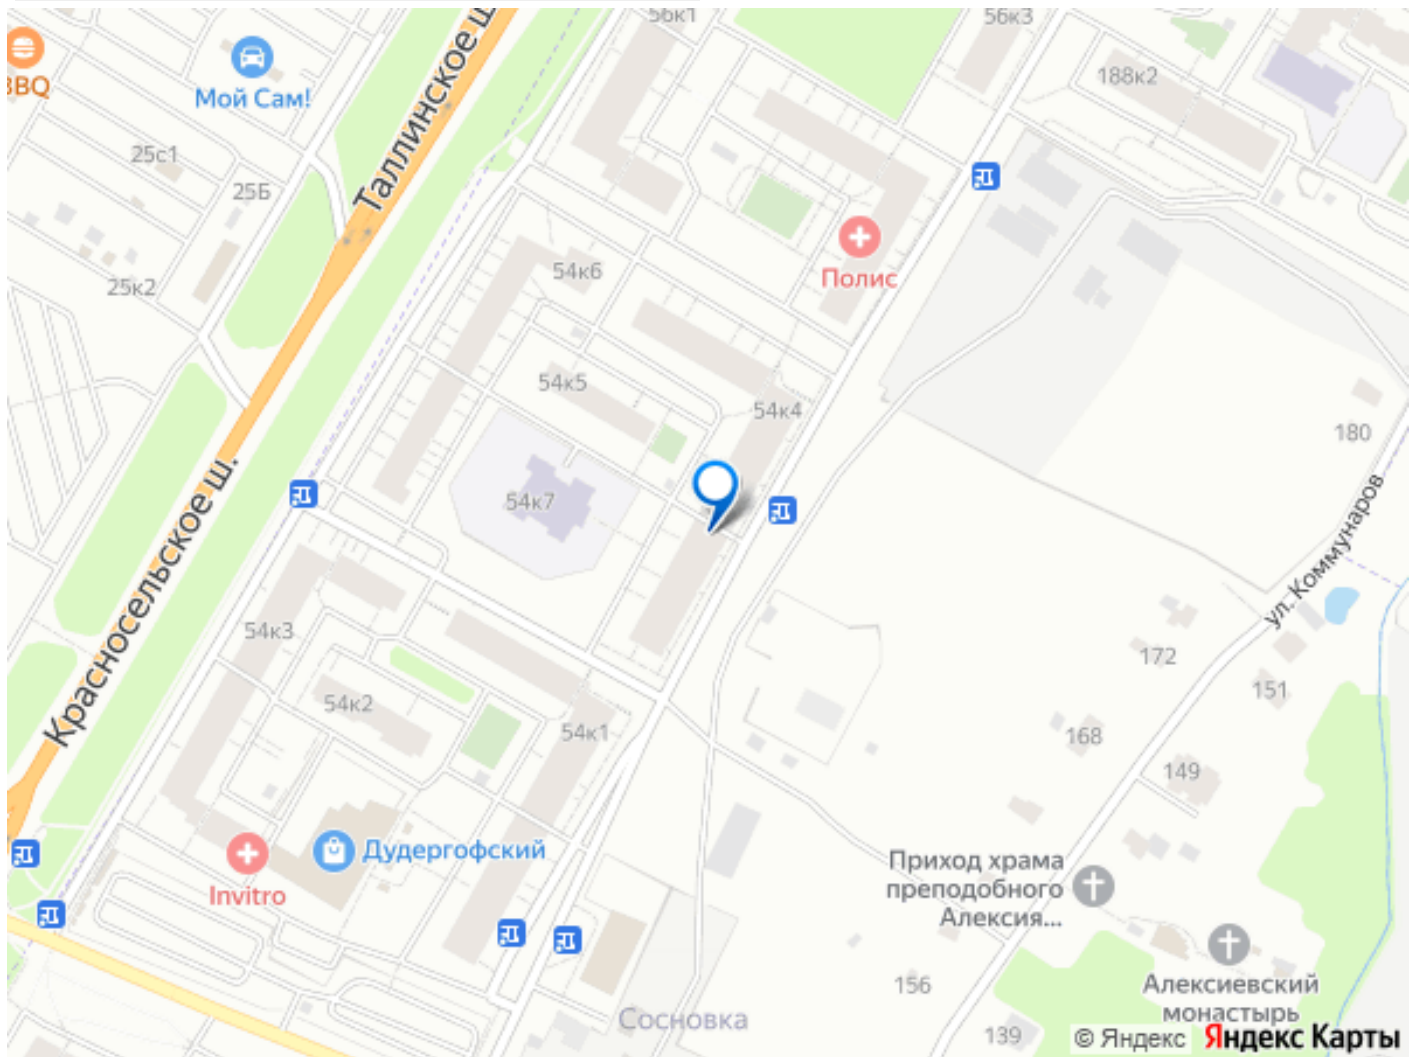 56к1
56к3
BBQ
Мой Сам!
Таллинское ш.
188к2
25с1
25Б
54к6
Полис
25к2
54к5
54к4
180
54к7
Красносельское ш.
ул. Коммунаров
54к3
172
151
54к2
54к1
168
149
Дудергофский
Invitro
Приход храма
преподобного
Алексия...
156
Алексиевский
монастырь
Сосновка
139
© Яндекс Яндекс Карты